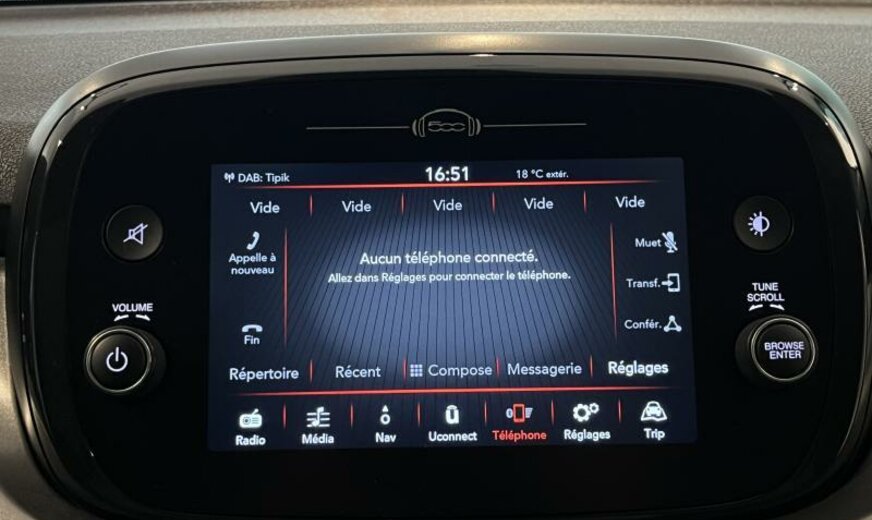 500
DAB: Tipik 16:51 18 °C extér.
Vide Vide Vide Vide Vide
Appelle à
nouveau
Aucun téléphone connecté.
Allez dans Réglages pour connecter le téléphone.
Muet
Transf.
Confér.
Fin
Répertoire Récent Compose Messagerie Réglages
Radio Média Nav Uconnect Téléphone Réglages Trip
VOLUME
TUNE
SCROLL
BROWSE
ENTER